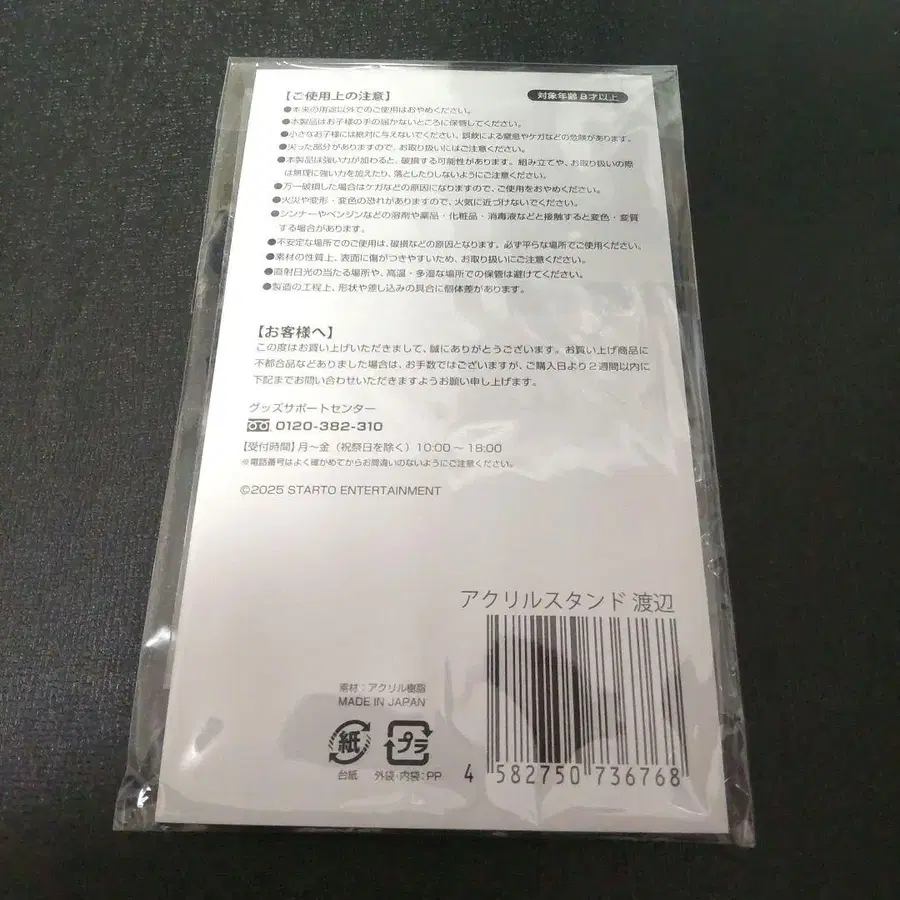 【ご使用上の注意】
対象年齢 8才以上
●本来の用途以外でのご使用はおやめください。
●本製品はお子様の手の届かないところに保管してください。
●小さなお子様には絶対に与えないでください。誤飲による窒息やケガなどの危険があります。
●尖った部分がありますので、お取り扱いにはご注意ください。
●本製品は強い力が加わると、破損する可能性があります。組み立てや、お取り扱いの際
は無理に強い力を加えたり、落としたりしないようにご注意ください。
●万一破損した場合はケガなどの原因になりますので、ご使用をおやめください。
●火災や変形・変色の恐れがありますので、火気に近づけないでください。
●シンナーやベンジンなどの溶剤や薬品・化粧品・消毒液などと接触すると変色・変質
する場合があります。
●不安定な場所でのご使用は、破損などの原因となります。必ず平らな場所でご使用ください。
●素材の性質上、表面に傷がつきやすいため、お取り扱いにご注意ください。
●直射日光の当たる場所や、高温・多湿な場所での保管は避けてください。
●製造の工程上、形状や差し込みの具合に個体差があります。
【お客様へ】
この度はお買い上げいただきまして、誠にありがとうございます。お買い上げ商品に
不都合品などありました場合は、お手数ではございますが、ご購入日より2週間以内に
下記までお問い合わせいただきますようお願い申し上げます。
グッズサポートセンター
0120-382-310
【受付時間】月～金（祝祭日を除く）10:00～18:00
※電話番号はよく確かめてからお間違いのないようにご注意ください。
©2025 STARTO ENTERTAINMENT
アクリルスタンド 渡辺
素材：アクリル樹脂
MADE IN JAPAN
紙
プラ
台紙
外袋・内袋：PP
4 582750 736768